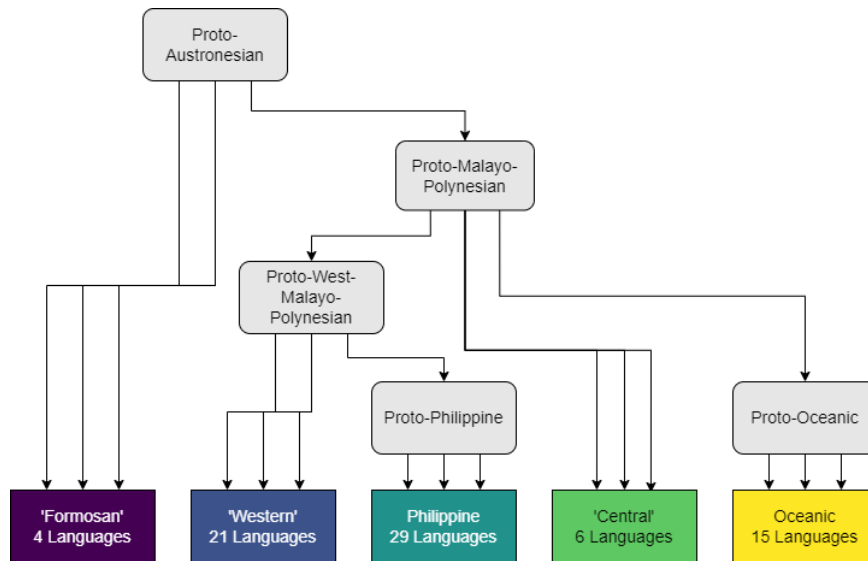 Proto-
Austronesian
Proto-Malayo-
Polynesian
Proto-West-
Malayo-
Polynesian
Proto-Philippine
Proto-Oceanic
'Formosan'
4 Languages
'Western'
21 Languages
Philippine
29 Languages
'Central'
6 Languages
Oceanic
15 Languages